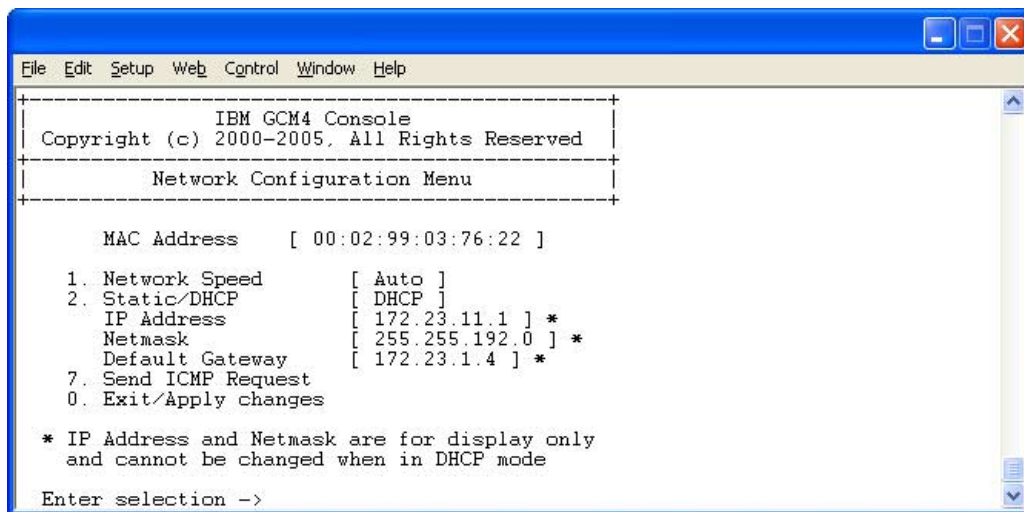 File Edit Setup Web Control Window Help
+------------------------------------------------+
| IBM GCM4 Console |
| Copyright (c) 2000-2005, All Rights Reserved |
+------------------------------------------------+
| Network Configuration Menu |
+------------------------------------------------+
MAC Address [ 00:02:99:03:76:22 ]
1. Network Speed [ Auto ]
2. Static/DHCP [ DHCP ]
IP Address [ 172.23.11.1 ] *
Netmask [ 255.255.192.0 ] *
Default Gateway [ 172.23.1.4 ] *
7. Send ICMP Request
0. Exit/Apply changes
* IP Address and Netmask are for display only
and cannot be changed when in DHCP mode
Enter selection ->